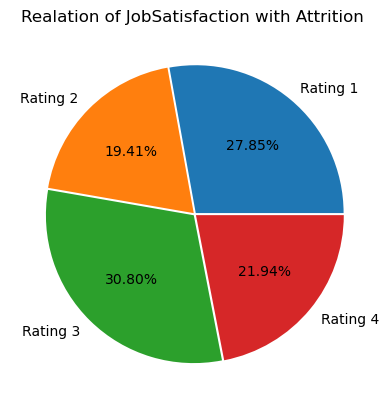 Realation of JobSatisfaction with Attrition
Rating 1
27.85%
Rating 2
19.41%
Rating 3
30.80%
Rating 4
21.94%